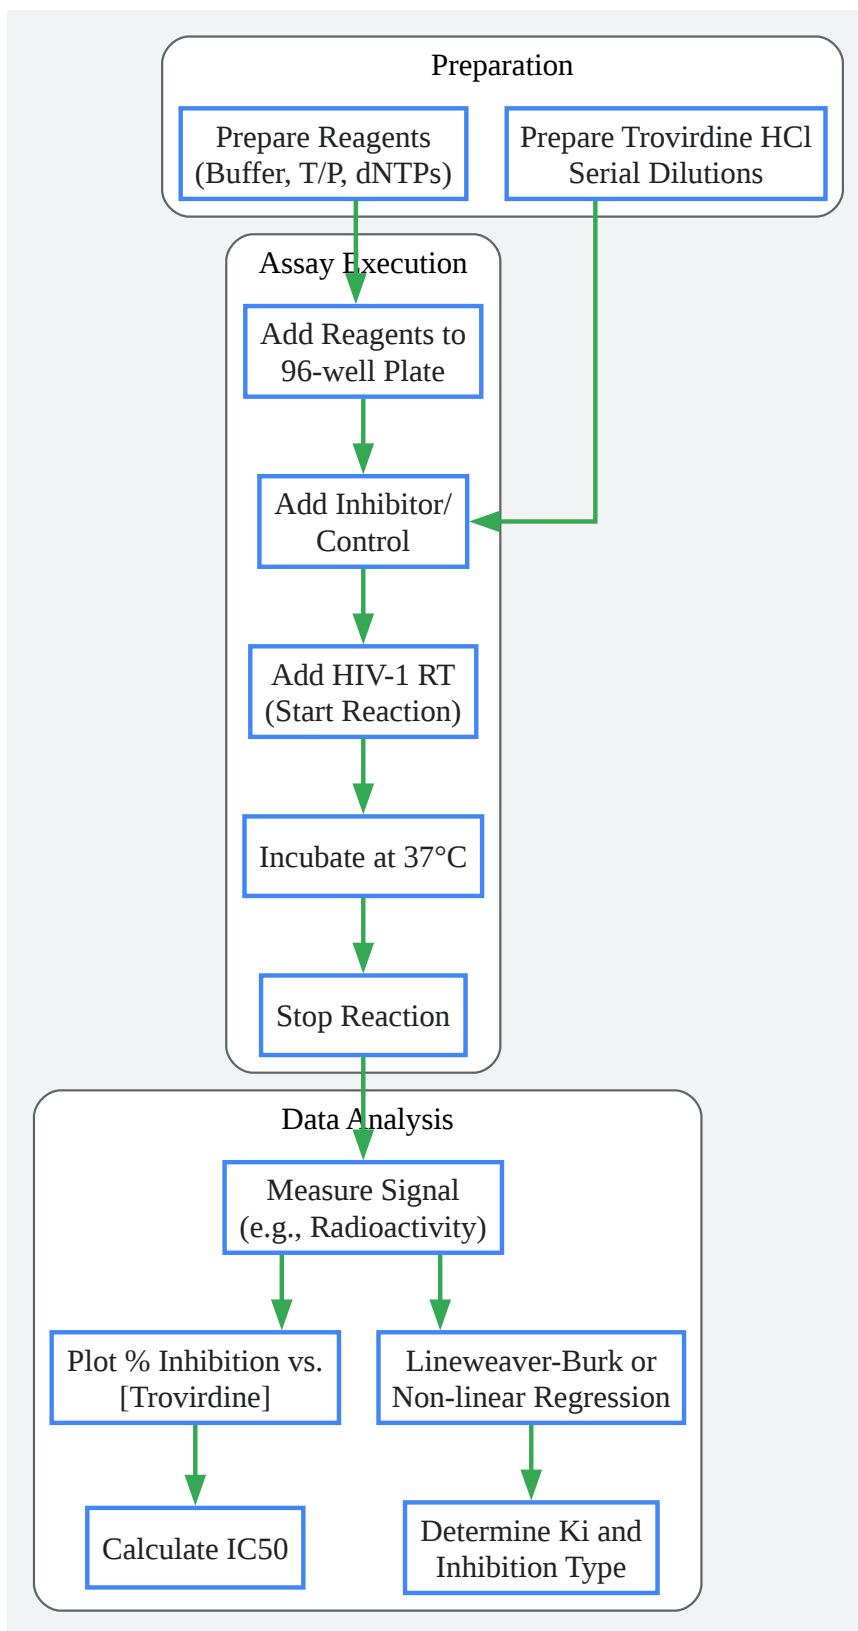 Preparation
Prepare Reagents
(Buffer, T/P, dNTPs)
Prepare Trovirdine HCl
Serial Dilutions
Assay Execution
Add Reagents to
96-well Plate
Add Inhibitor/
Control
Add HIV-1 RT
(Start Reaction)
Incubate at 37°C
Stop Reaction
Data Analysis
Measure Signal
(e.g., Radioactivity)
Plot % Inhibition vs.
[Trovirdine]
Lineweaver-Burk or
Non-linear Regression
Calculate IC50
Determine Ki and
Inhibition Type